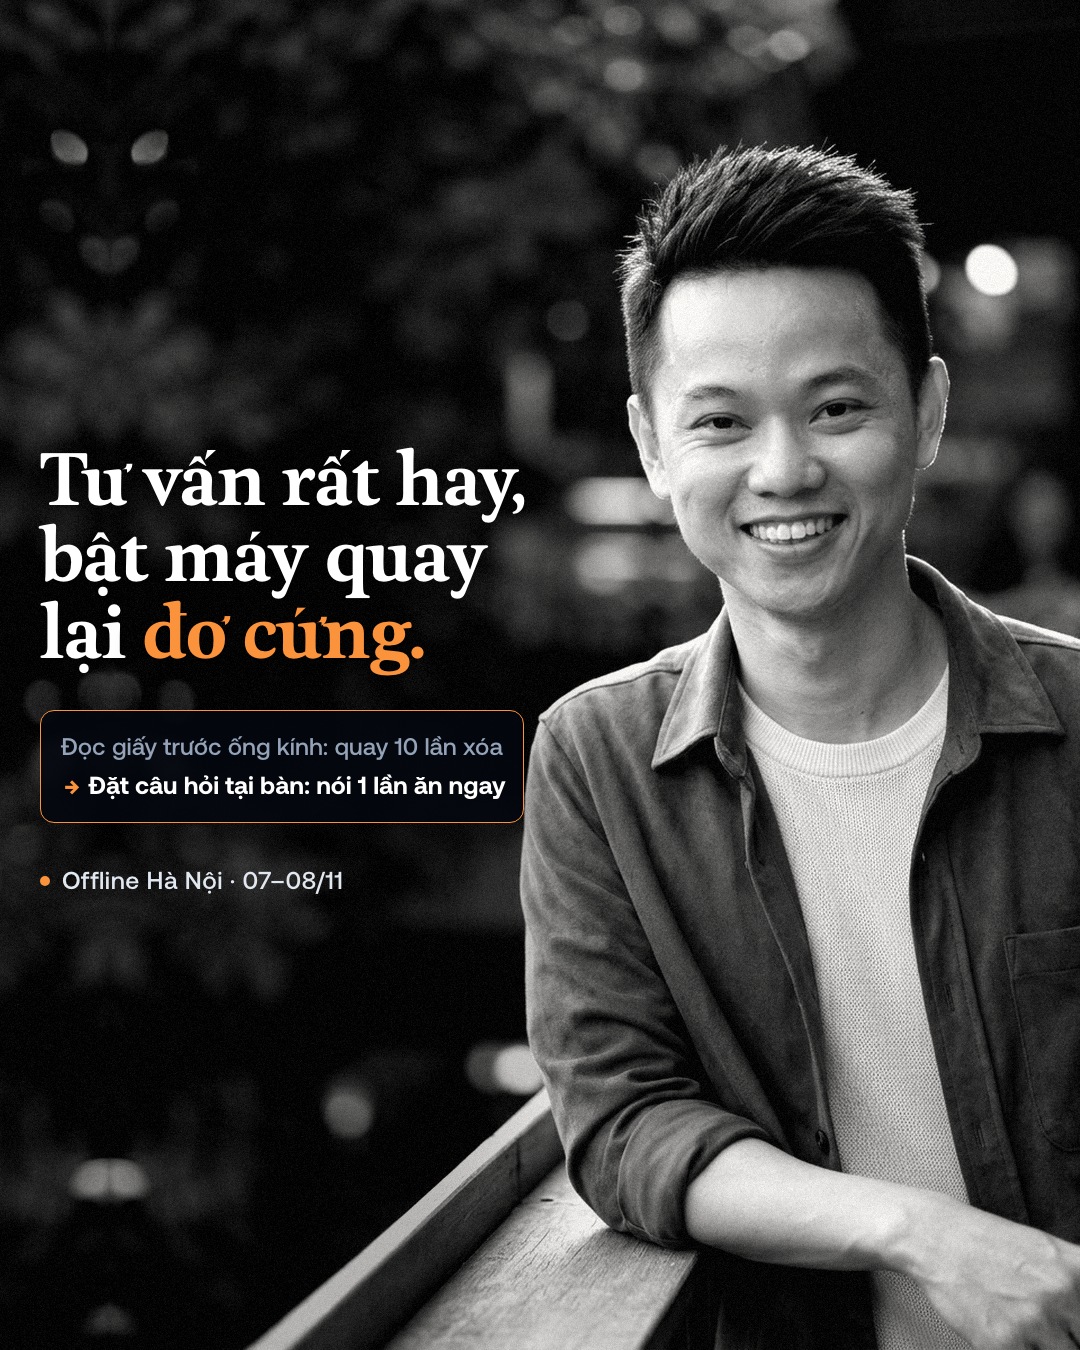 Tư vấn rất hay,
bật máy quay
lại đơ cứng.
Đọc giấy trước ống kính: quay 10 lần xóa
→ Đặt câu hỏi tại bàn: nói 1 lần ăn ngay
• Offline Hà Nội · 07–08/11